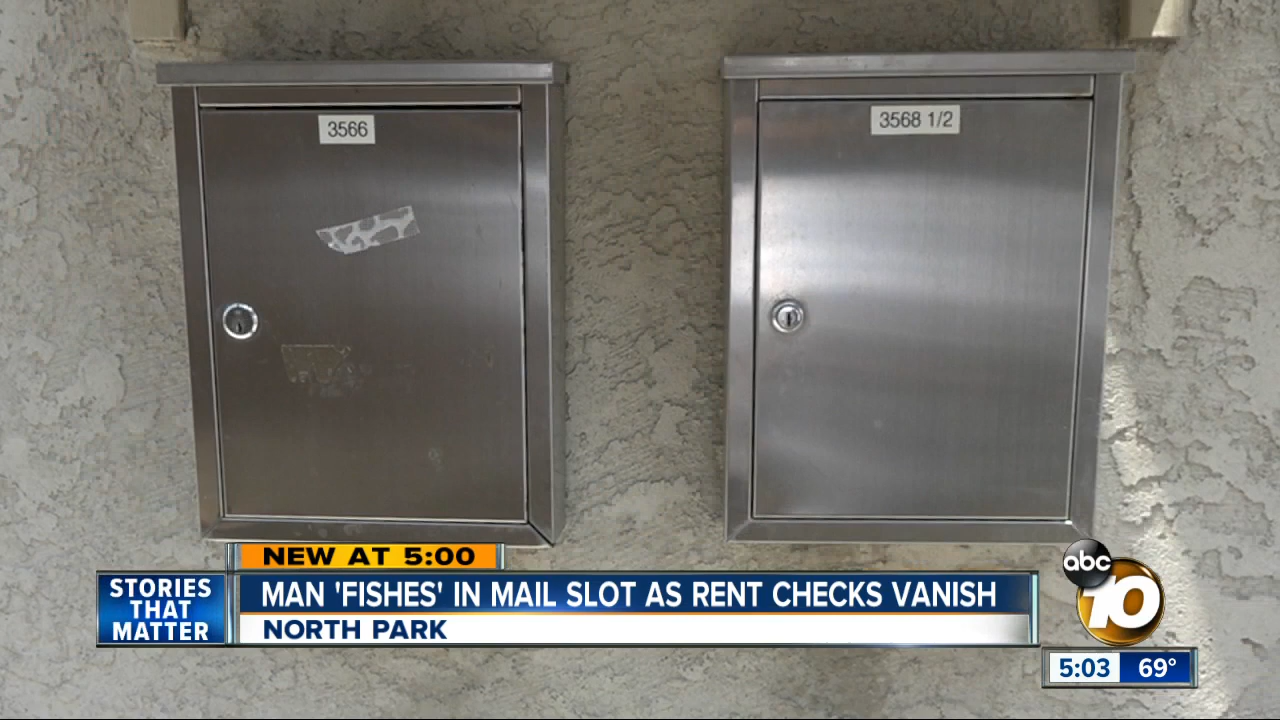 3566
3568 1/2
NEW AT 5:00
STORIES
THAT
MATTER
MAN 'FISHES' IN MAIL SLOT AS RENT CHECKS VANISH
NORTH PARK
abc
10
5:03 69°